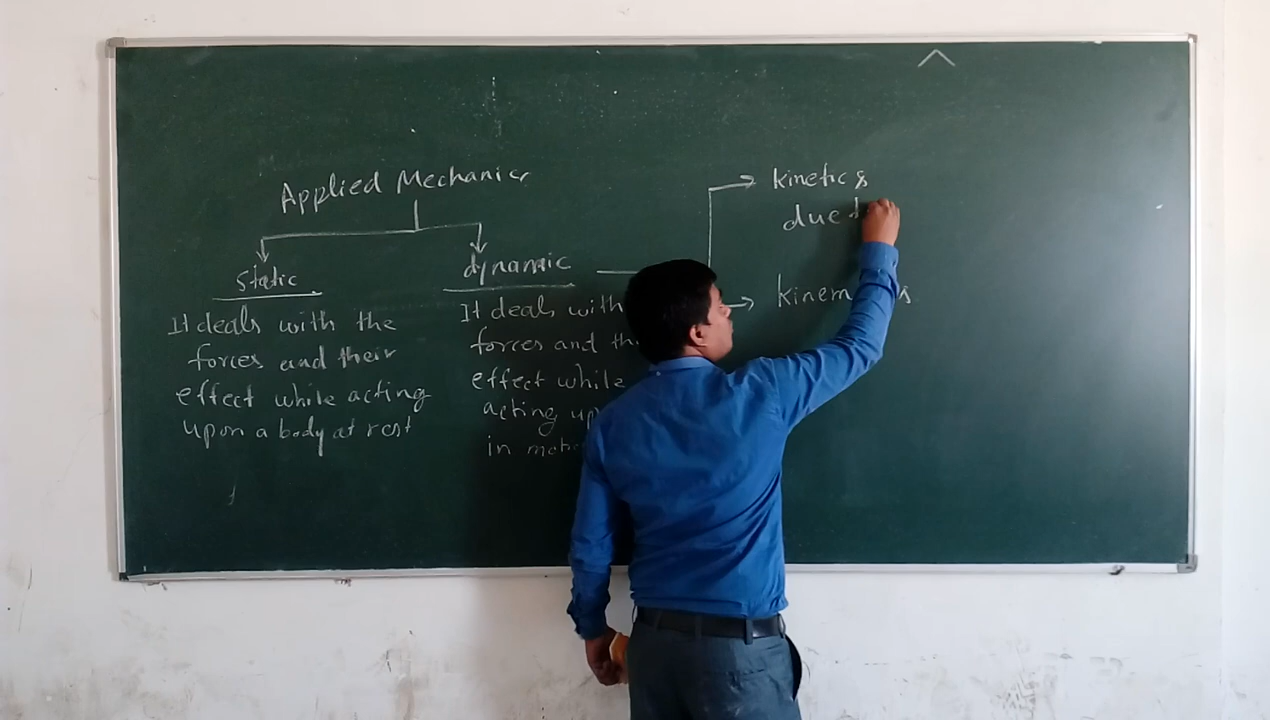 Applied Mechanics
Static
It deals with the
forces and their
effect while acting
upon a body at rest
dynamic
It deals with
forces and
effect while
acting
in
kinetics
due